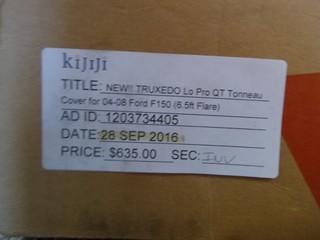 kijiji
TITLE: NEW!! TRUXEDO Lo Pro QT Tonneau
Cover for 04-08 Ford F150 (6.5ft Flare)
AD ID: 1203734405
DATE: 28 SEP 2016
PRICE: $635.00 SEC: INV